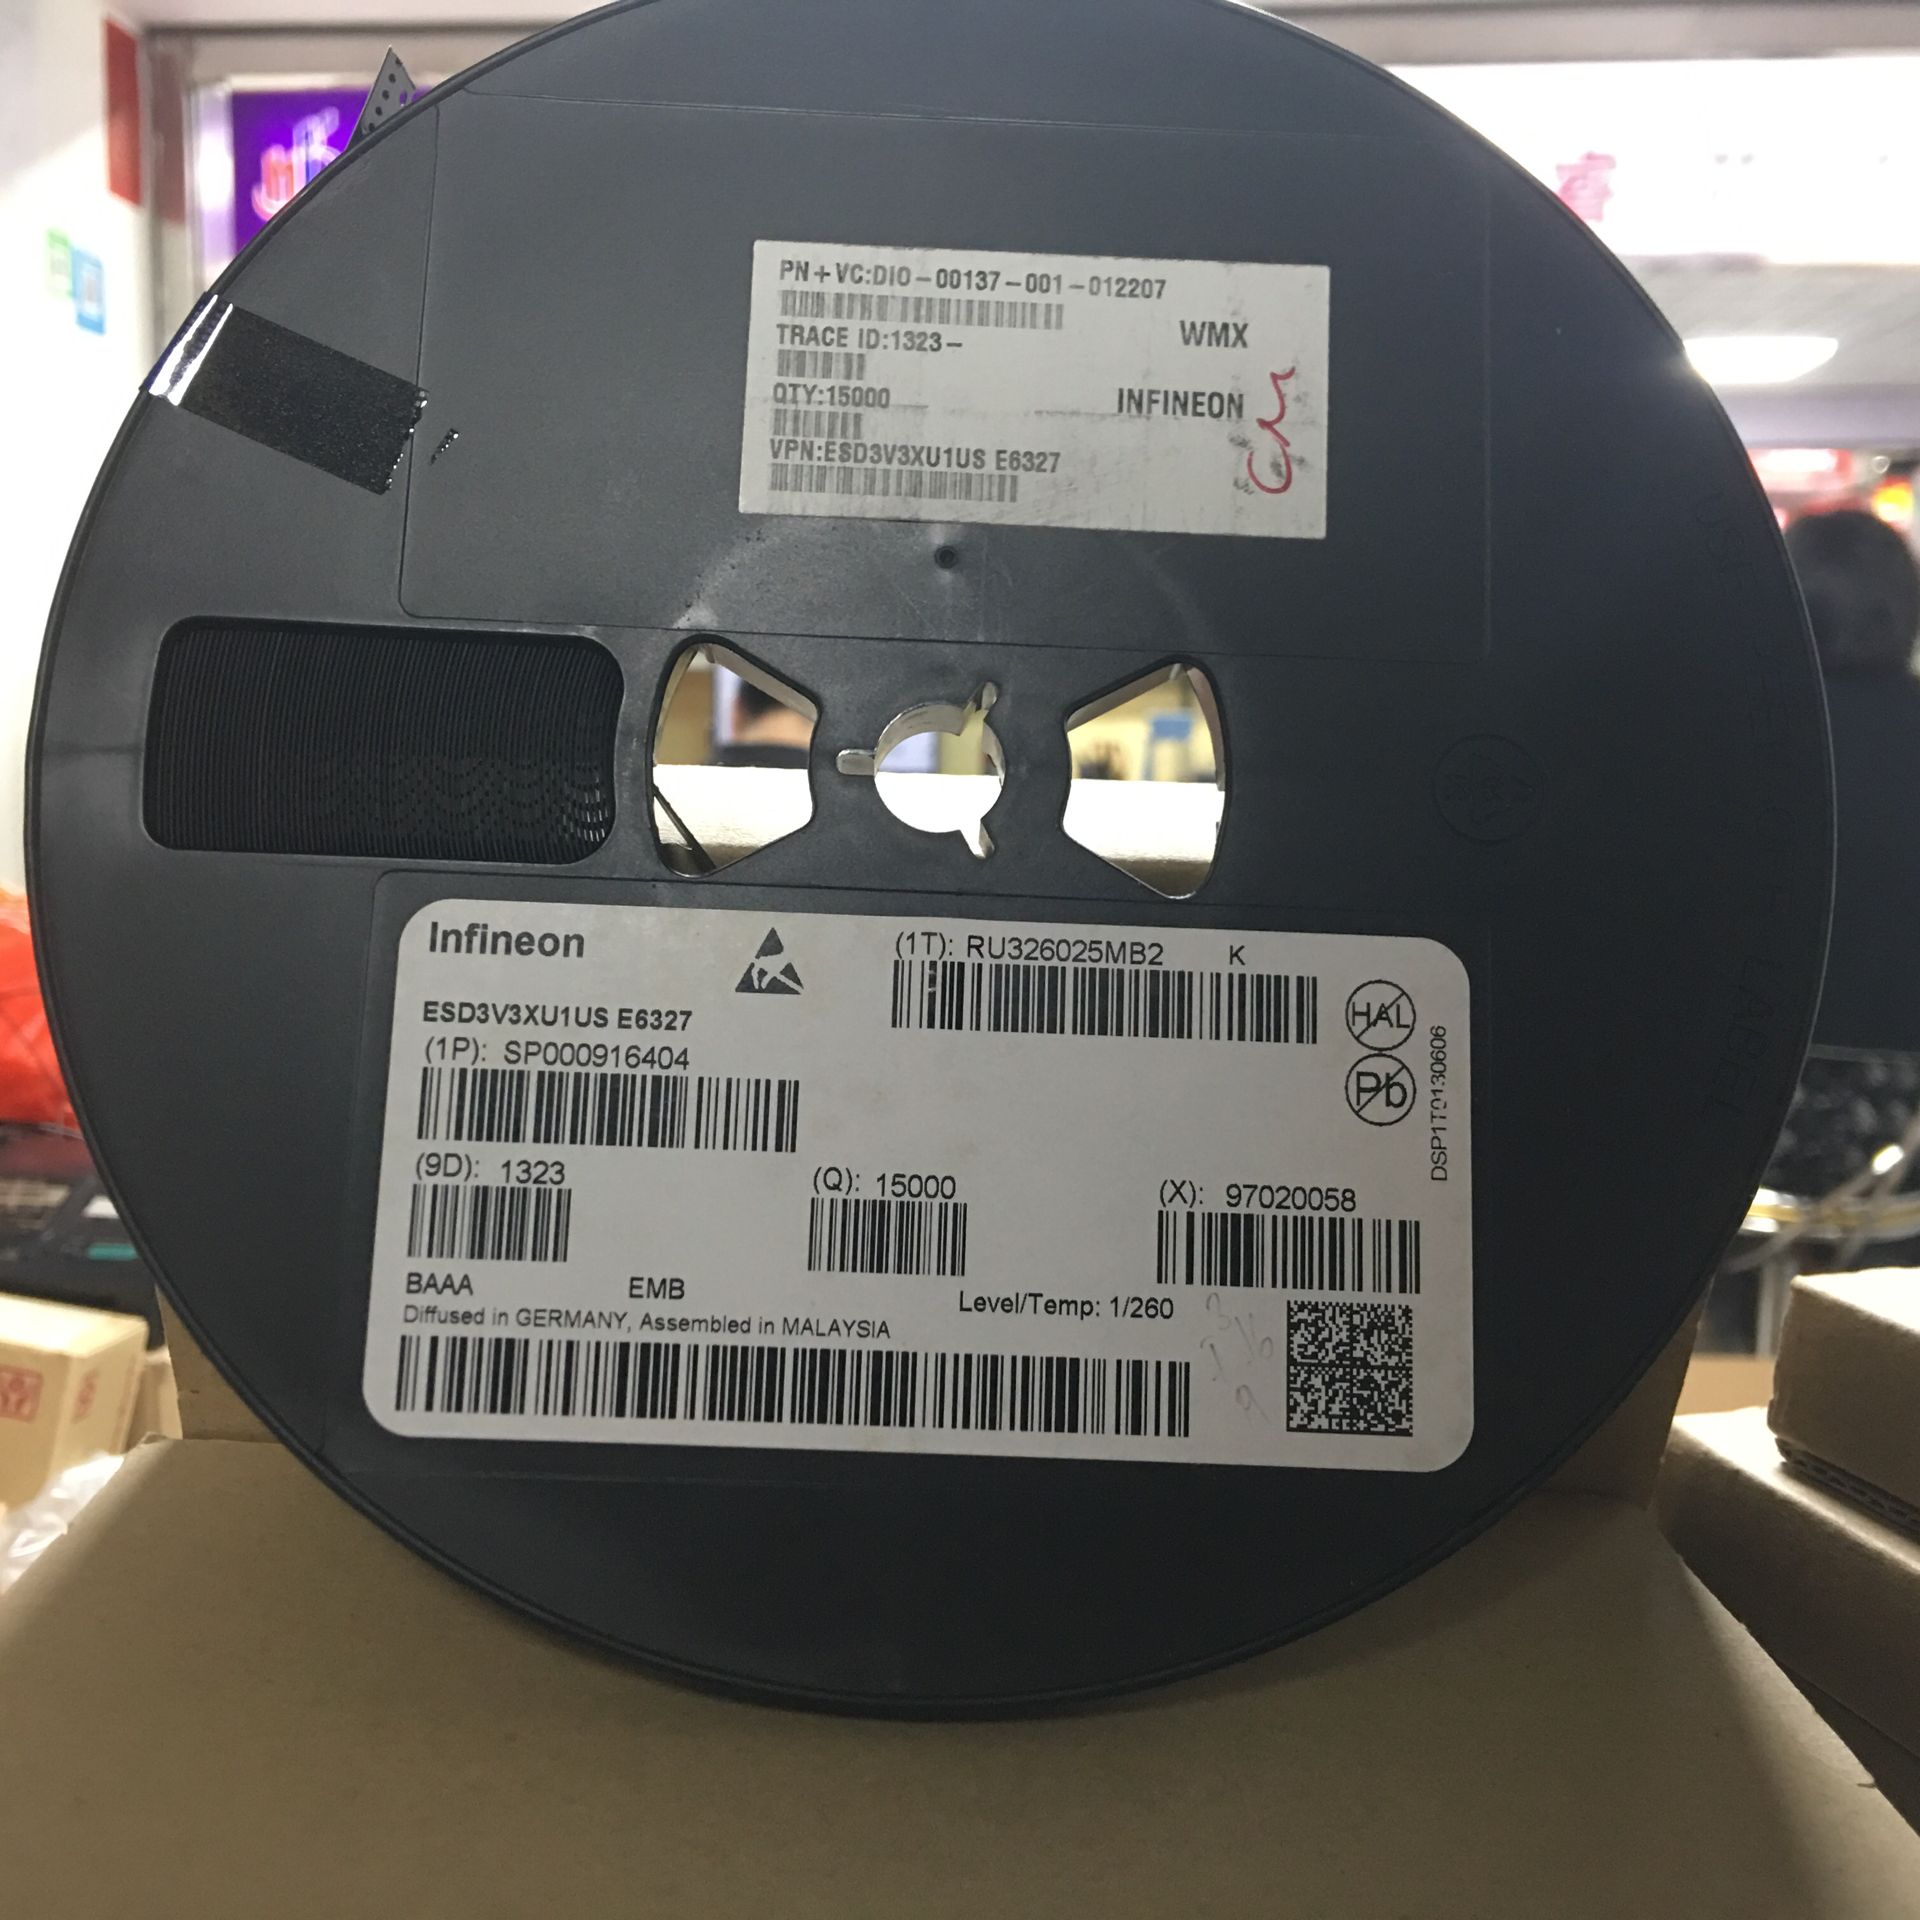 PN+VC:DIO-00137-001-012207
TRACE ID:1323-
WMX
QTY:15000
INFINEON
VPN:ESD3V3XU1US E6327
Infineon
(1T): RU326025MB2 K
ESD3V3XU1US E6327
(1P): SP000916404
HAL
Pb
DSP1T0130606
(9D): 1323
(Q): 15000
(X): 97020058
BAAA
EMB
Level/Temp: 1/260
Diffused in GERMANY, Assembled in MALAYSIA